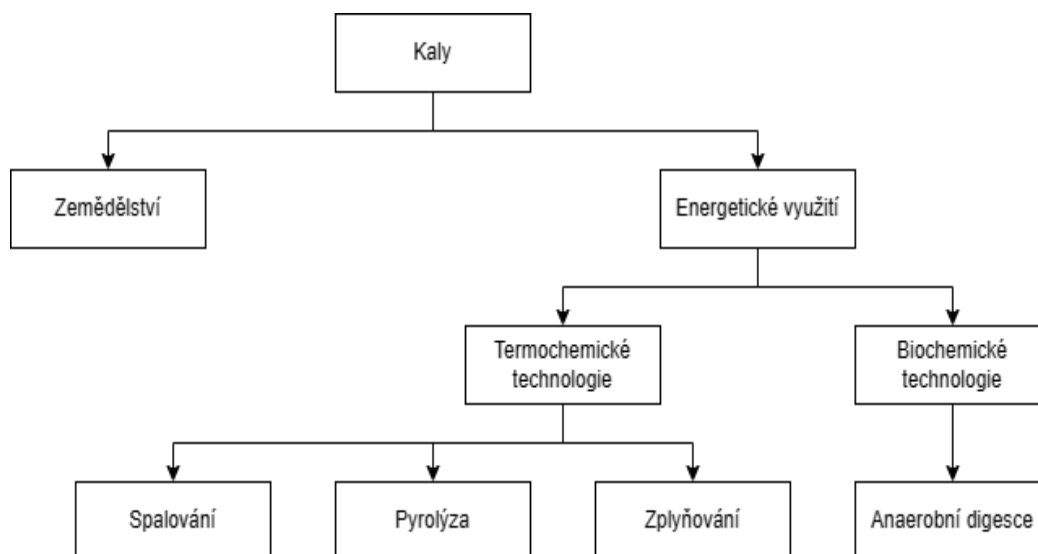 Kaly
Zemědělství
Energetické využití
Termochemické
technologie
Biochemické
technologie
Spalování
Pyrolýza
Zplyňování
Anaerobní digesce